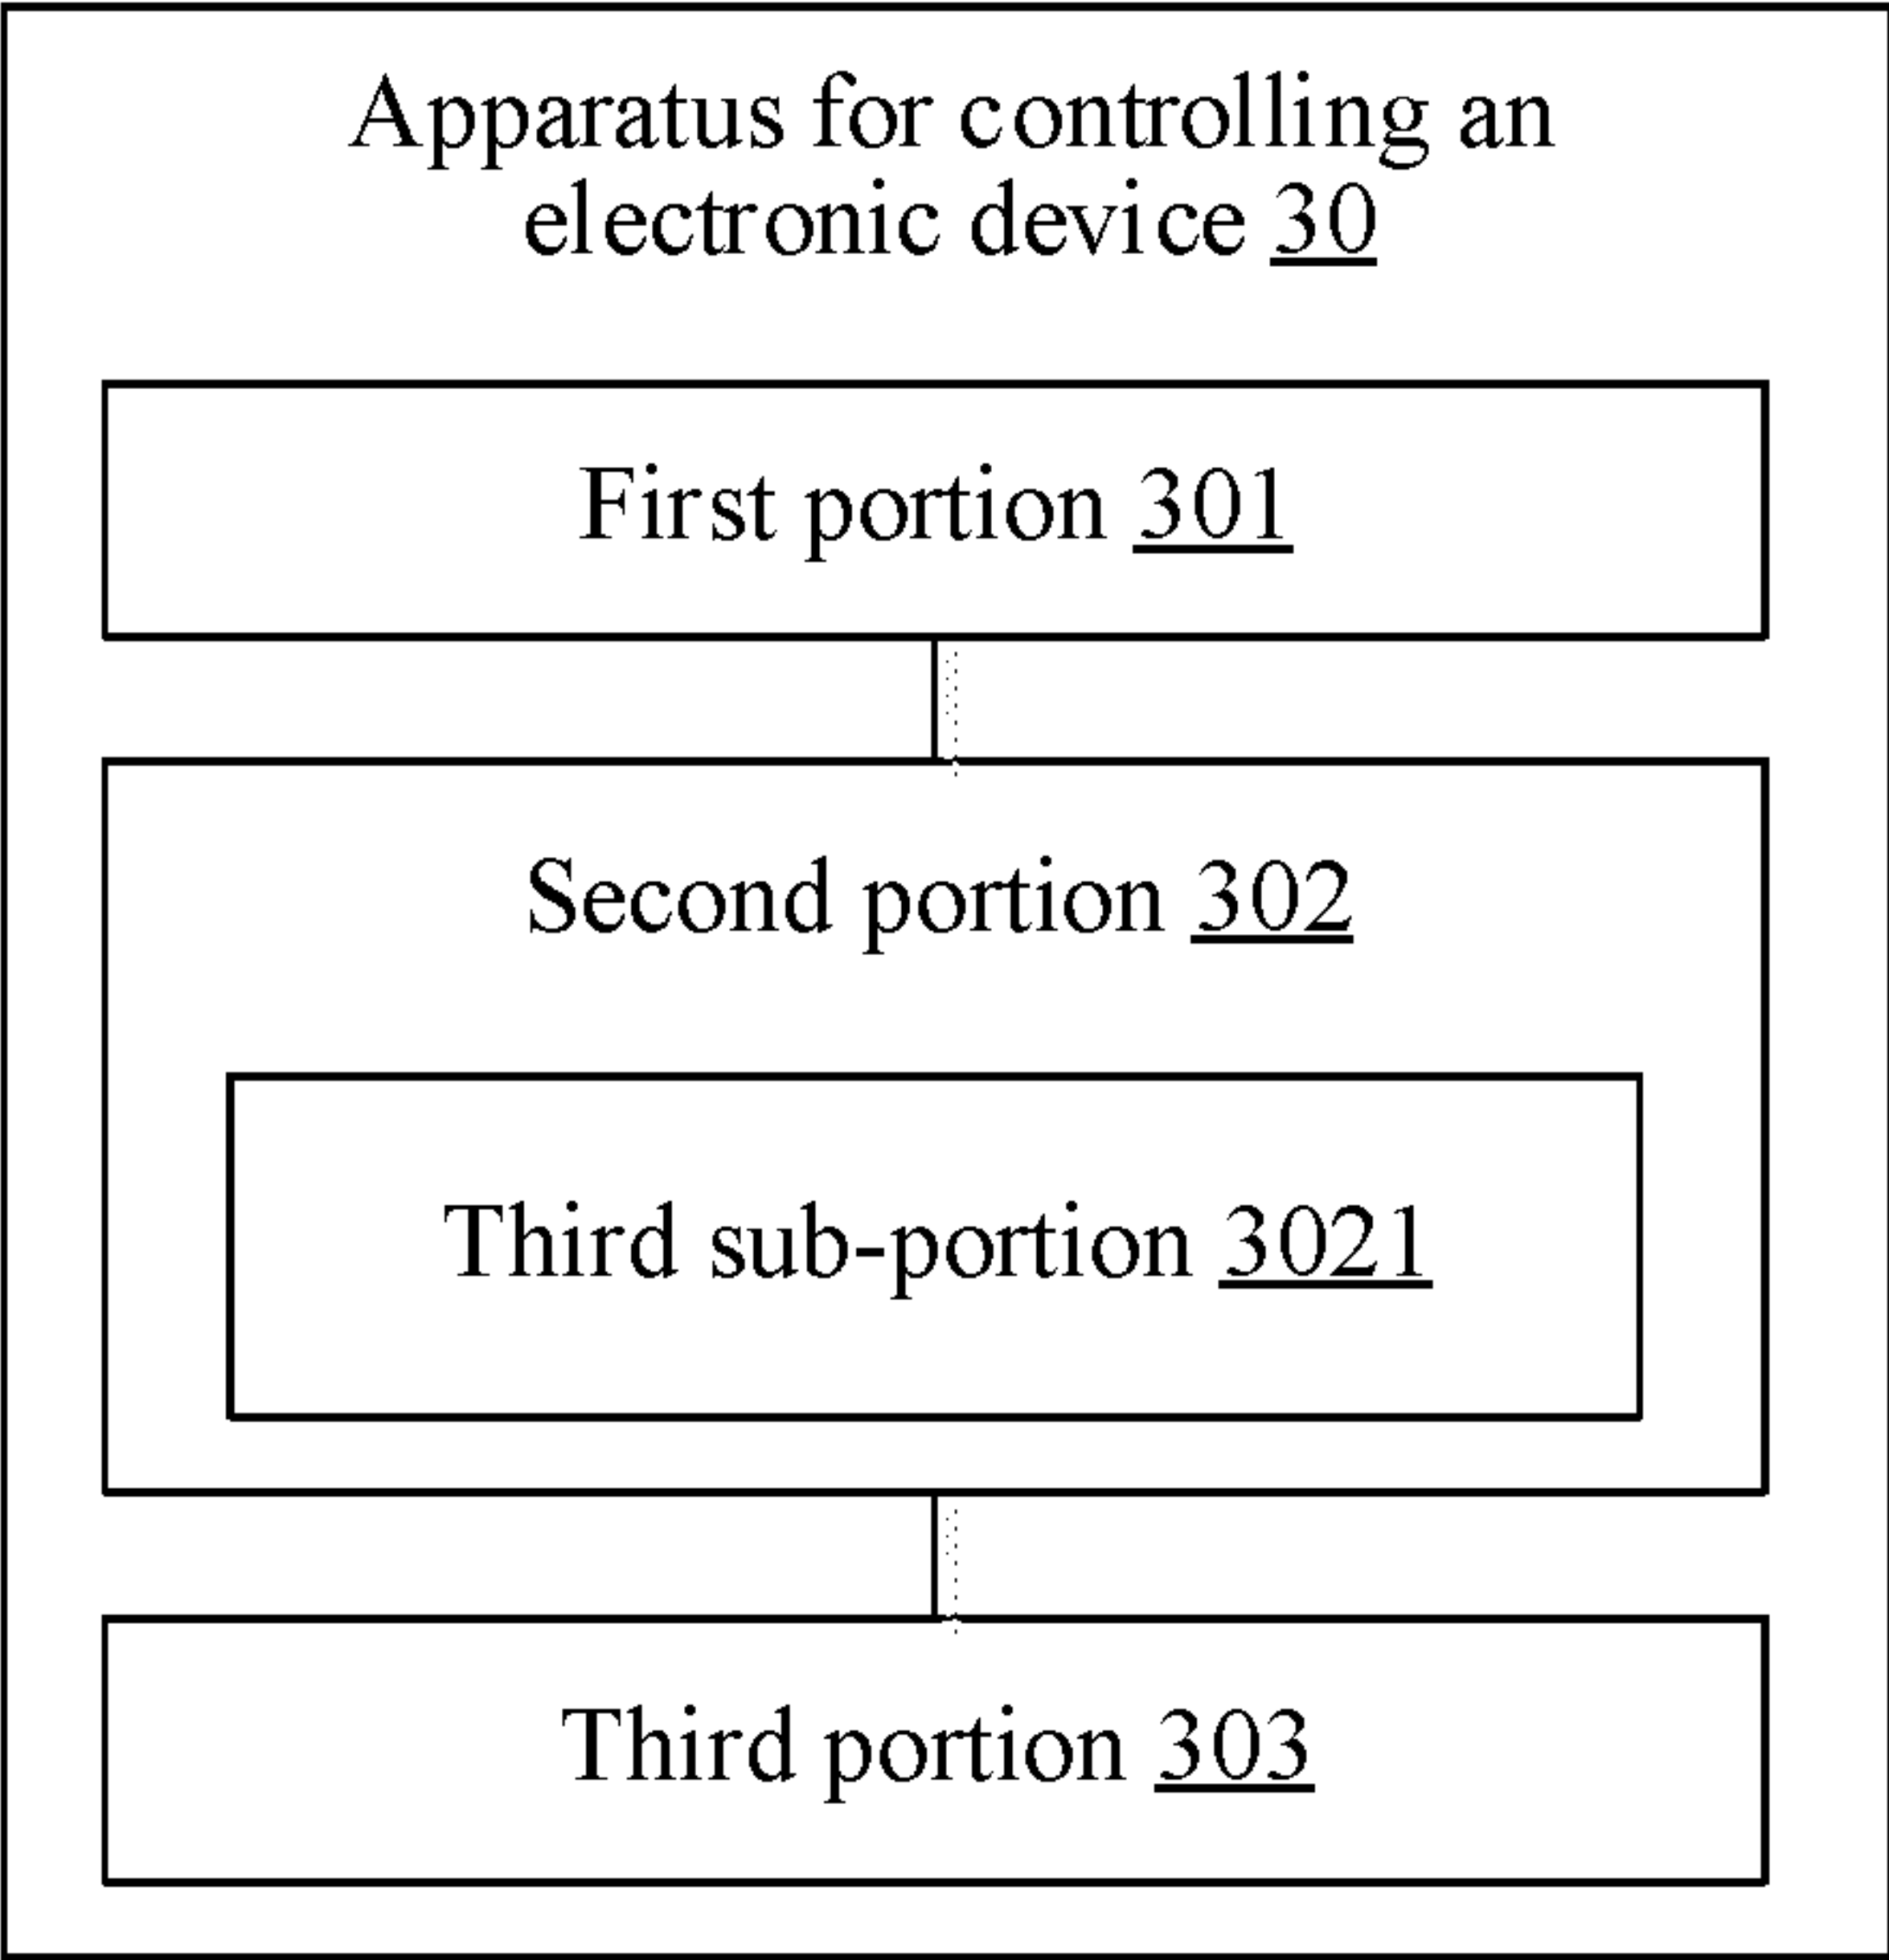 Apparatus for controlling an
electronic device 30
First portion 301
Second portion 302
Third sub-portion 3021
Third portion 303